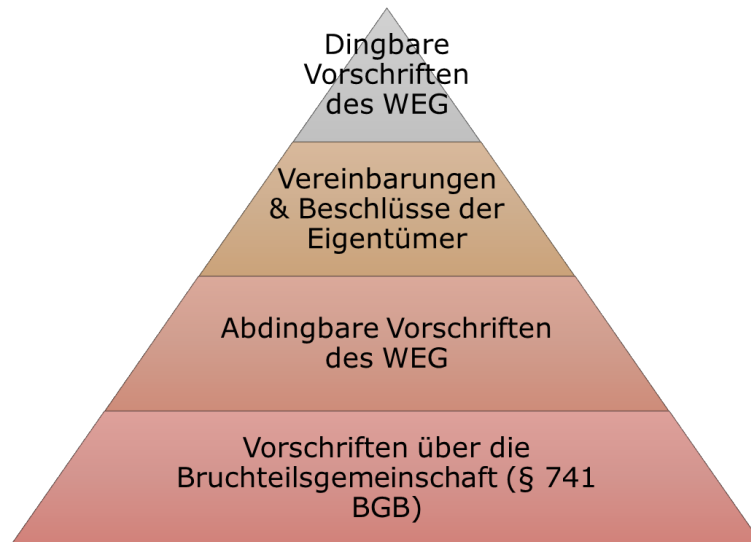 Dingbare
Vorschriften
des WEG
Vereinbarungen
& Beschlüsse der
Eigentümer
Abdingbare Vorschriften
des WEG
Vorschriften über die
Bruchteilsgemeinschaft (§ 741
BGB)